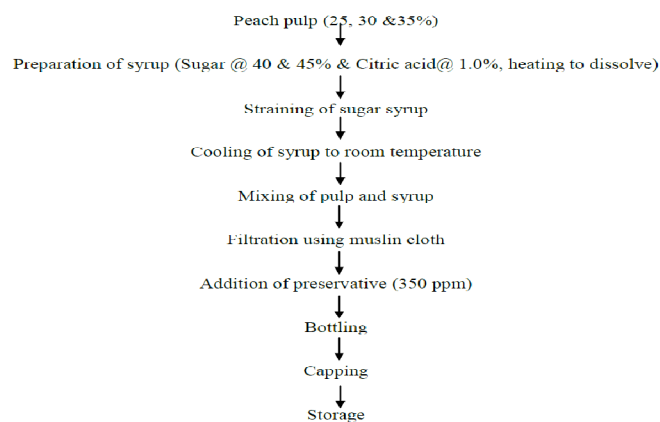 Peach pulp (25, 30 &35%)
Preparation of syrup (Sugar @ 40 & 45% & Citric acid@ 1.0%, heating to dissolve)
Straining of sugar syrup
Cooling of syrup to room temperature
Mixing of pulp and syrup
Filtration using muslin cloth
Addition of preservative (350 ppm)
Bottling
Capping
Storage